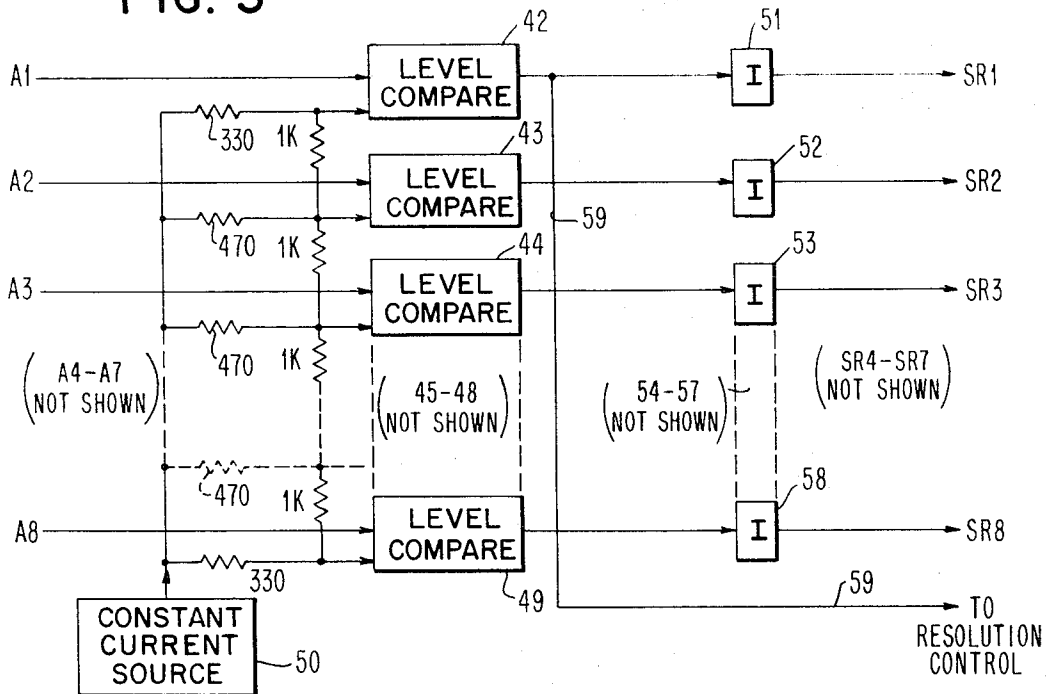 FIG. 5
42
51
A1
LEVEL
COMPARE
I
SR1
330
1K
43
52
A2
LEVEL
COMPARE
I
SR2
59
470
1K
44
53
A3
LEVEL
COMPARE
I
SR3
470
1K
(A4-A7
NOT SHOWN)
(45-48
NOT SHOWN)
(54-57
NOT SHOWN)
(SR4-SR7
NOT SHOWN)
470
1K
58
A8
LEVEL
COMPARE
I
SR8
330
49
59
TO
RESOLUTION
CONTROL
CONSTANT
CURRENT
SOURCE
50